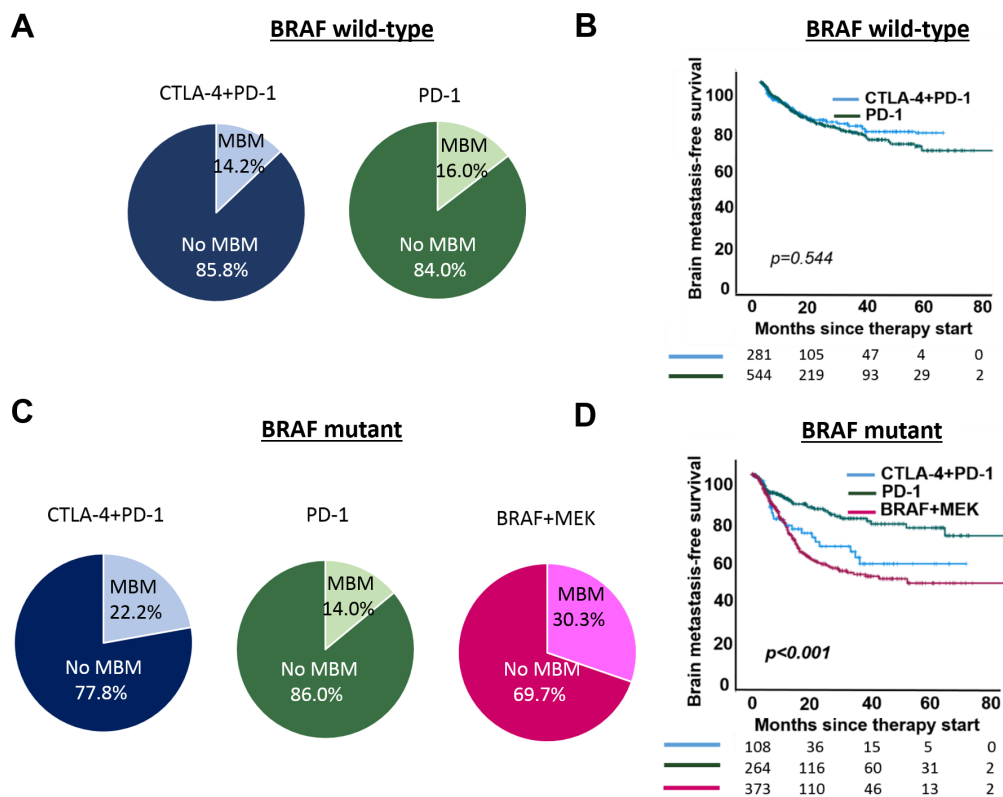 A
BRAF wild-type
CTLA-4+PD-1
MBM
14.2%
No MBM
85.8%
PD-1
MBM
16.0%
No MBM
84.0%
B
BRAF wild-type
Brain metastasis-free survival
100
80
60
40
20
0
CTLA-4+PD-1
PD-1
p=0.544
20 40 60 80
0
Months since therapy start
281 105 47 4 0
544 219 93 29 2
C
BRAF mutant
CTLA-4+PD-1
MBM
22.2%
No MBM
77.8%
PD-1
MBM
14.0%
No MBM
86.0%
BRAF+MEK
MBM
30.3%
No MBM
69.7%
D
BRAF mutant
Brain metastasis-free survival
100
80
60
40
20
0
CTLA-4+PD-1
PD-1
BRAF+MEK
p<0.001
0 20 40 60 80
Months since therapy start
108 36 15 5 0
264 116 60 31 2
373 110 46 13 2